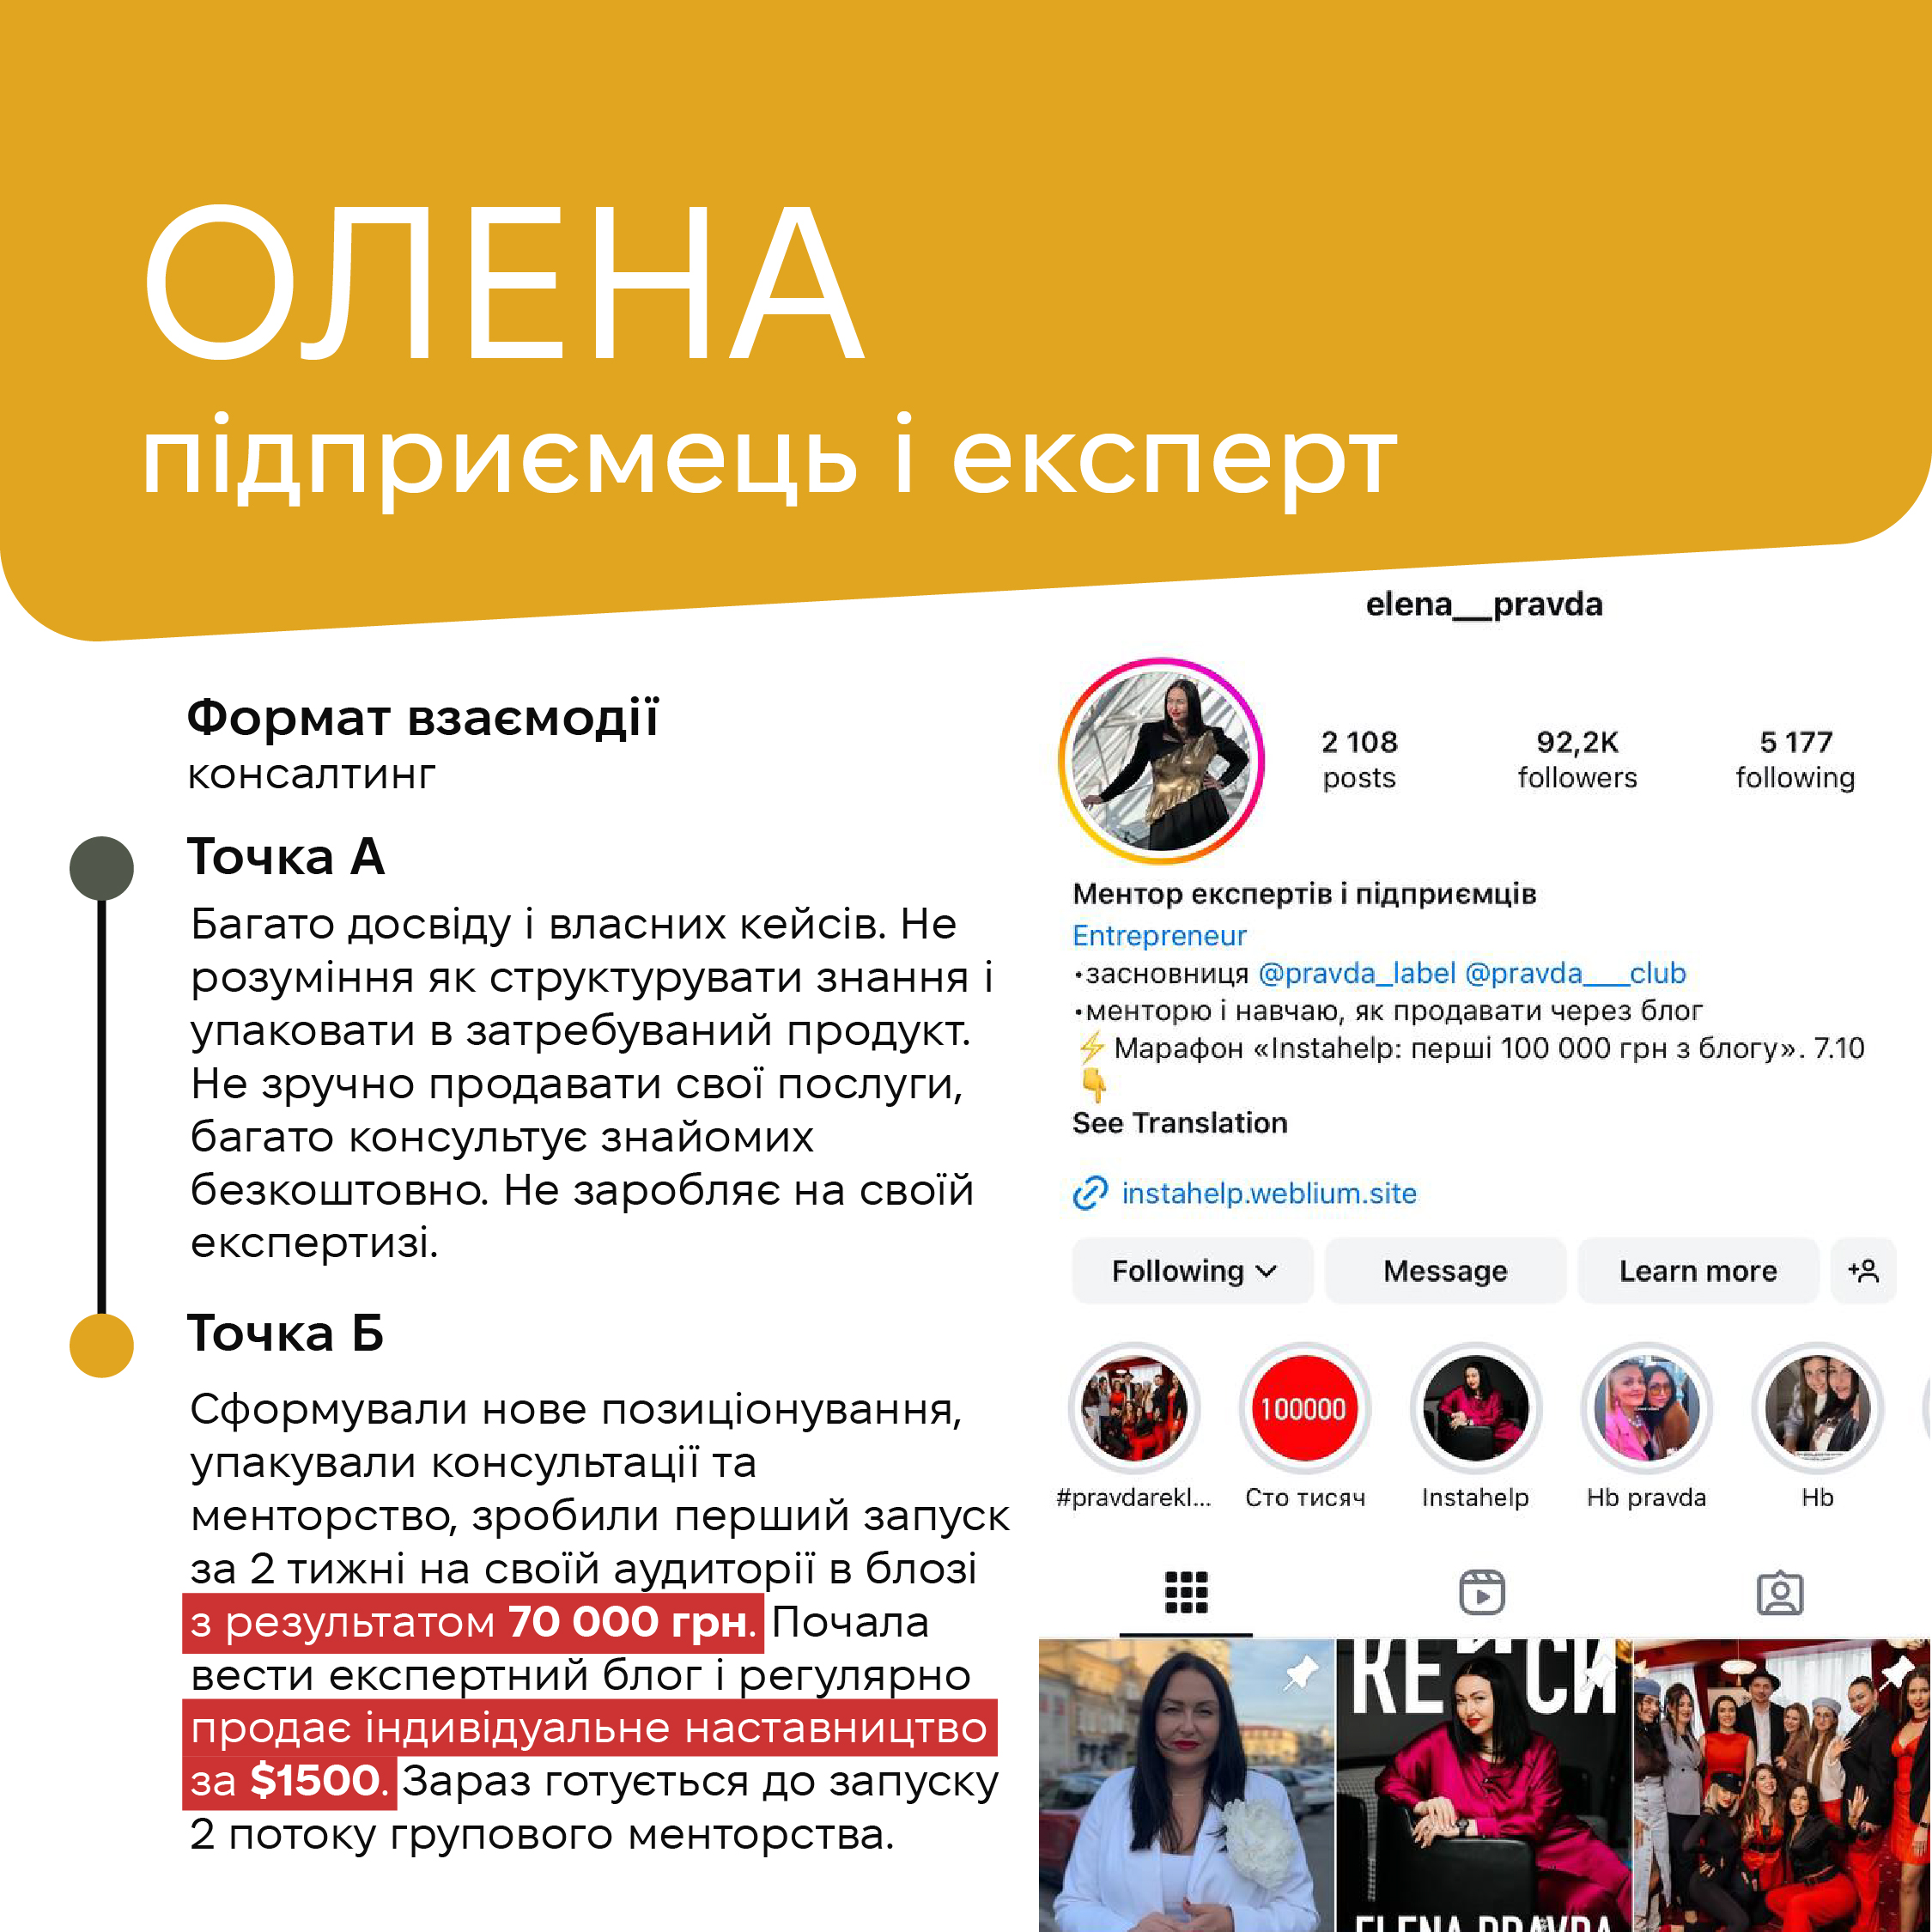 ОЛЕНА
підприємець і експерт
Формат взаємодії
консалтинг
Точка А
Багато досвіду і власних кейсів. Не
розуміння як структурувати знання і
упаковати в затребуваний продукт.
Не зручно продавати свої послуги,
багато консультує знайомих
безкоштовно. Не заробляє на своїй
експертизі.
Точка Б
Сформували нове позиціонування,
упакували консультації та
менторство, зробили перший запуск
за 2 тижні на своїй аудиторії в блозі
з результатом 70 000 грн. Почала
вести експертний блог і регулярно
продає індивідуальне наставництво
за $1500. Зараз готується до запуску
2 потоку групового менторства.
elena__pravda
2 108 92,2K 5 177
posts followers following
Ментор експертів і підприємців
Entrepreneur
•засновниця @pravda_label @pravda___club
•менторю і навчаю, як продавати через блог
⚡ Марафон «Instahelp: перші 100 000 грн з блогу». 7.10
👇
See Translation
instahelp.weblium.site
Following Message Learn more
100000
#pravdarekl... Сто тисяч Instahelp Hb pravda Hb
КЕЙСИ
ELENA PRAVDA